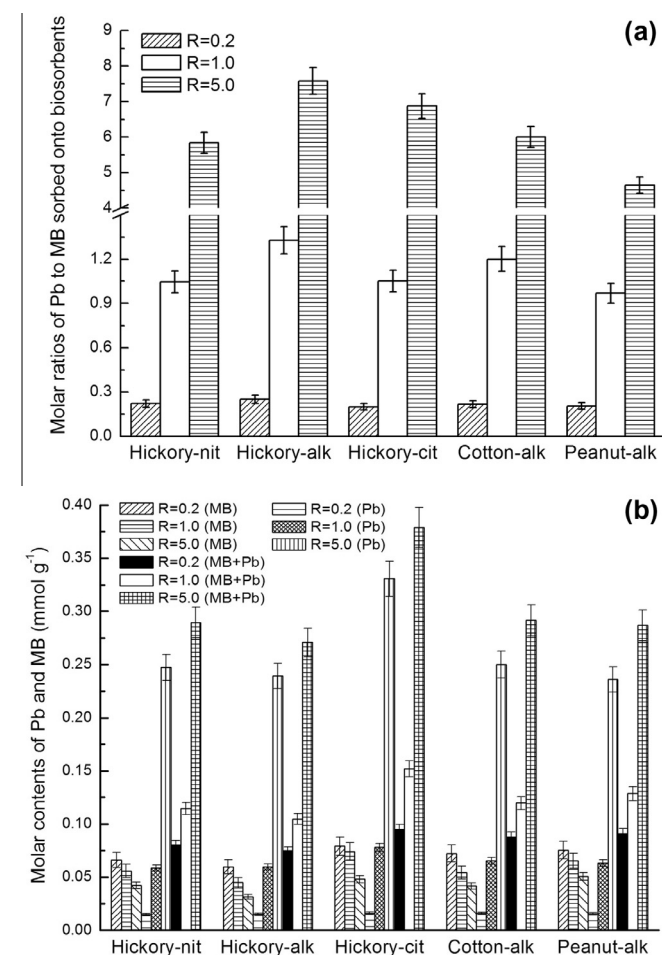 (a)
R=0.2
R=1.0
R=5.0
Molar ratios of Pb to MB sorbed onto biosorbents
9
8
7
6
5
4
1.2
0.9
0.6
0.3
0.0
Hickory-nit Hickory-alk Hickory-cit Cotton-alk Peanut-alk
(b)
R=0.2 (MB) R=0.2 (Pb)
R=1.0 (MB) R=1.0 (Pb)
R=5.0 (MB) R=5.0 (Pb)
R=0.2 (MB+Pb)
R=1.0 (MB+Pb)
R=5.0 (MB+Pb)
Molar contents of Pb and MB (mmol g⁻¹)
0.40
0.35
0.30
0.25
0.20
0.15
0.10
0.05
0.00
Hickory-nit Hickory-alk Hickory-cit Cotton-alk Peanut-alk